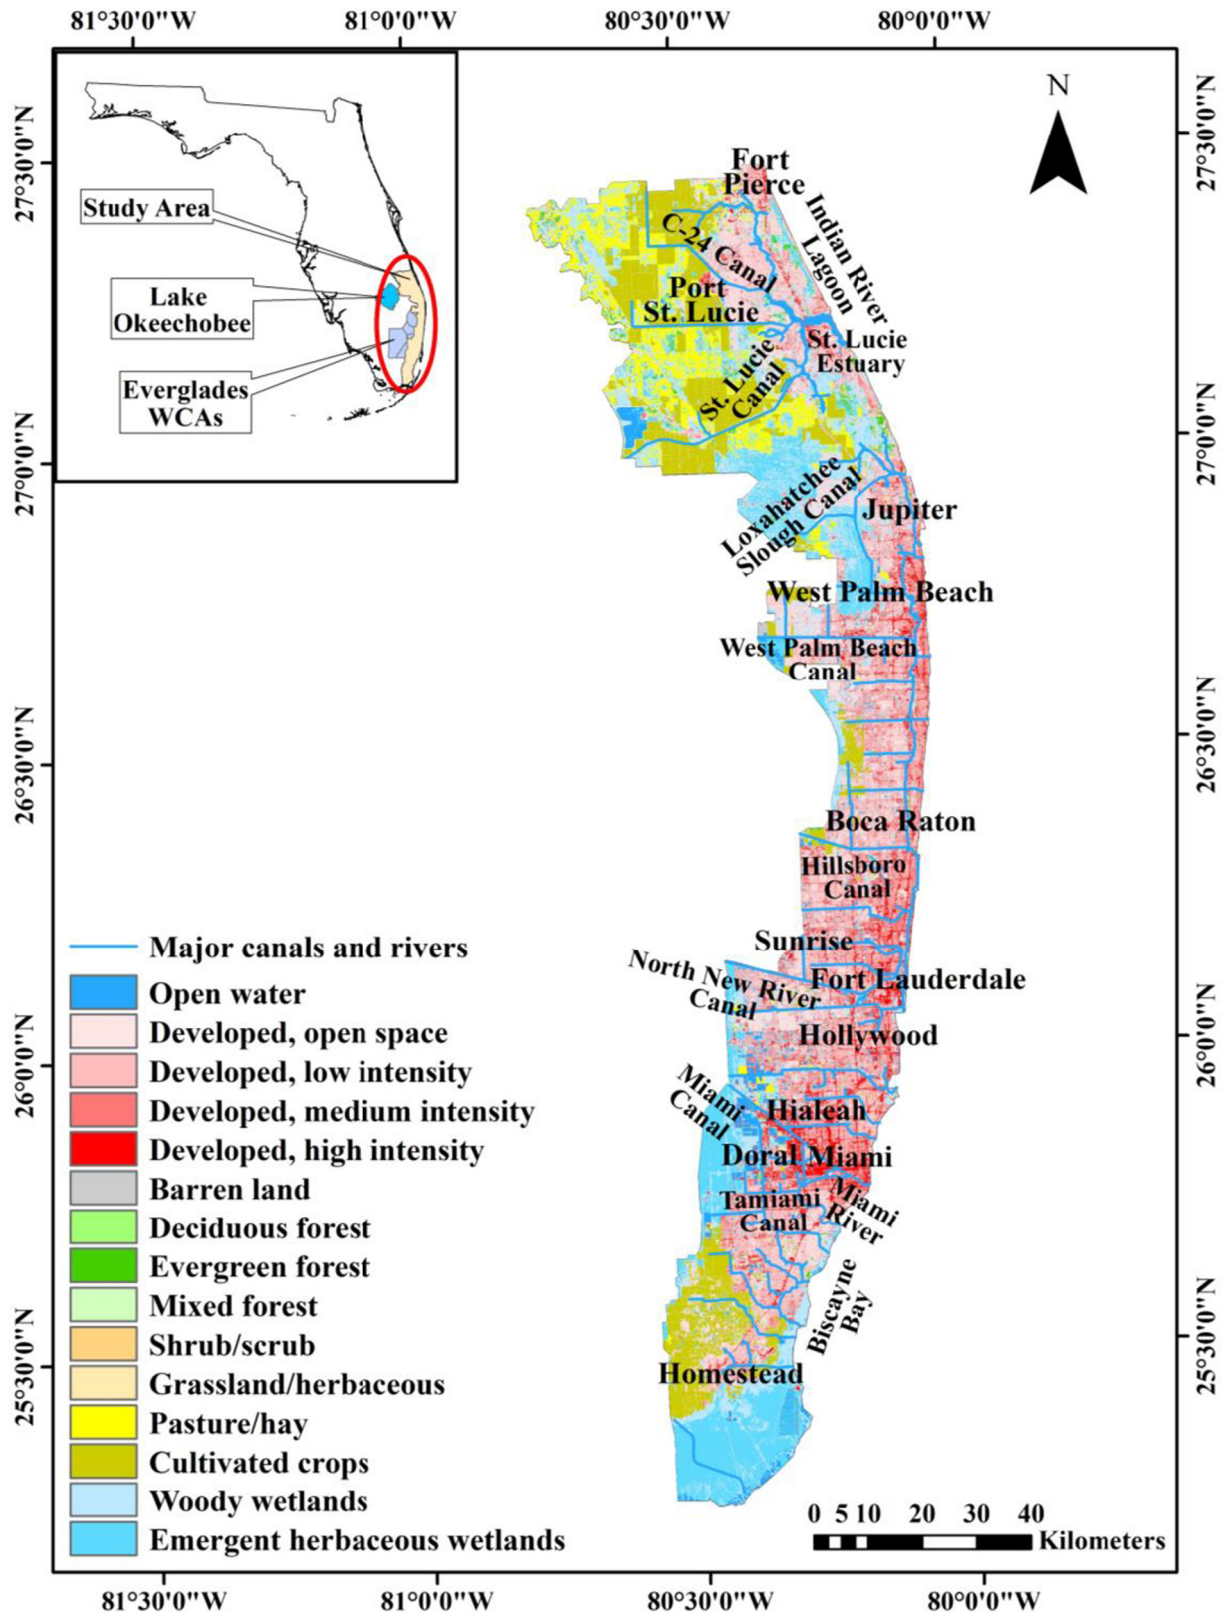 81°30'0"W 81°0'0"W 80°30'0"W 80°0'0"W
27°30'0"N
27°0'0"N
26°30'0"N
26°0'0"N
25°30'0"N
27°30'0"N
27°0'0"N
26°30'0"N
26°0'0"N
25°30'0"N
N
Study Area
Lake
Okeechobee
Everglades
WCAs
Fort
Pierce
Indian River
Lagoon
C-24 Canal
Port
St. Lucie
St. Lucie
Estuary
St. Lucie
Canal
Loxahatchee
Slough Canal
Jupiter
West Palm Beach
West Palm Beach
Canal
Boca Raton
Hillsboro
Canal
Sunrise
North New River
Canal
Fort Lauderdale
Hollywood
Miami
Canal
Hialeah
Doral Miami
Tamiami
Canal
Miami
River
Biscayne
Bay
Homestead
Major canals and rivers
Open water
Developed, open space
Developed, low intensity
Developed, medium intensity
Developed, high intensity
Barren land
Deciduous forest
Evergreen forest
Mixed forest
Shrub/scrub
Grassland/herbaceous
Pasture/hay
Cultivated crops
Woody wetlands
Emergent herbaceous wetlands
0 5 10 20 30 40
Kilometers
81°30'0"W 81°0'0"W 80°30'0"W 80°0'0"W